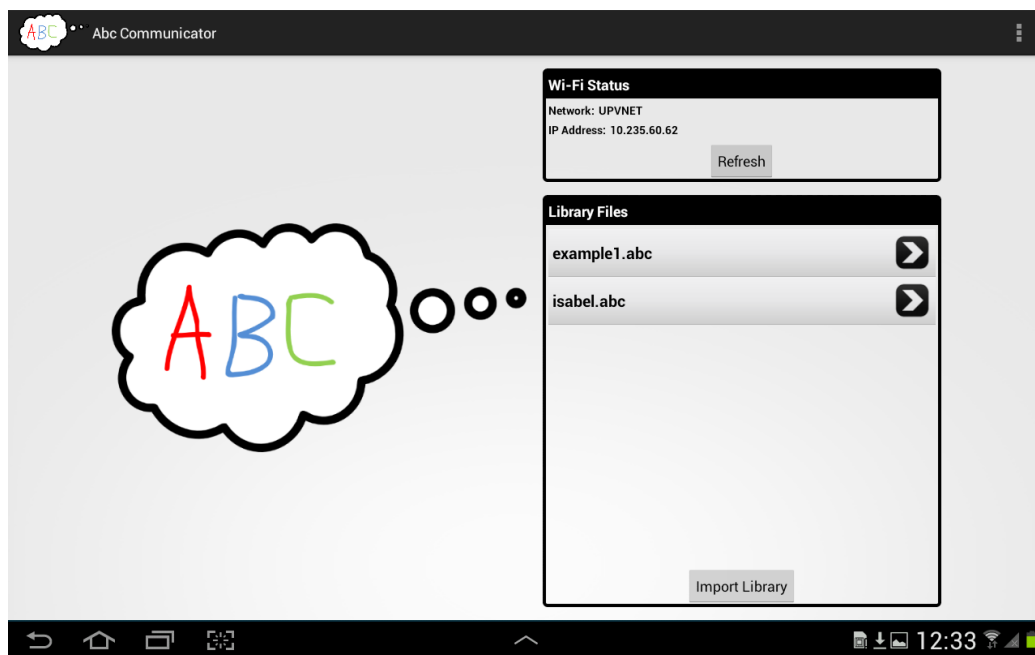 ABC
Abc Communicator
Wi-Fi Status
Network: UPVNET
IP Address: 10.235.60.62
Refresh
Library Files
example1.abc
isabel.abc
ABC
Import Library
12:33